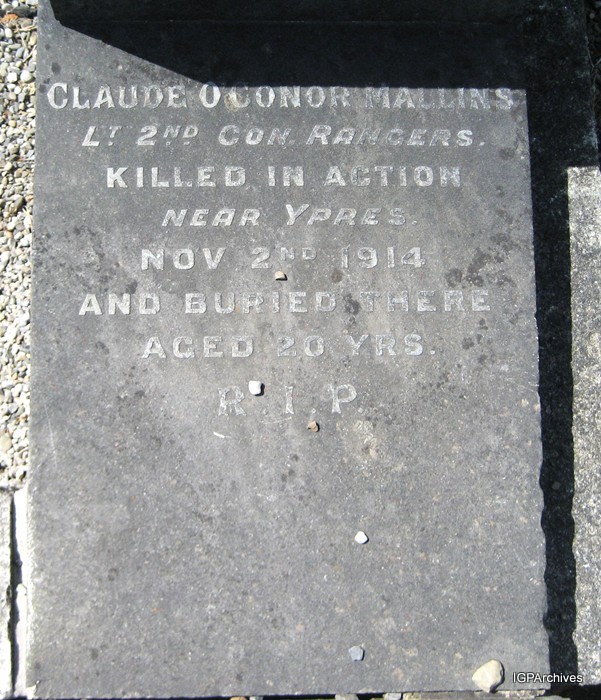 CLAUDE O'CONOR MALLINS
LT 2ND CON. RANGERS.
KILLED IN ACTION
NEAR YPRES.
NOV 2ND 1914
AND BURIED THERE
AGED 20 YRS.
R.I.P.
IGPArchives